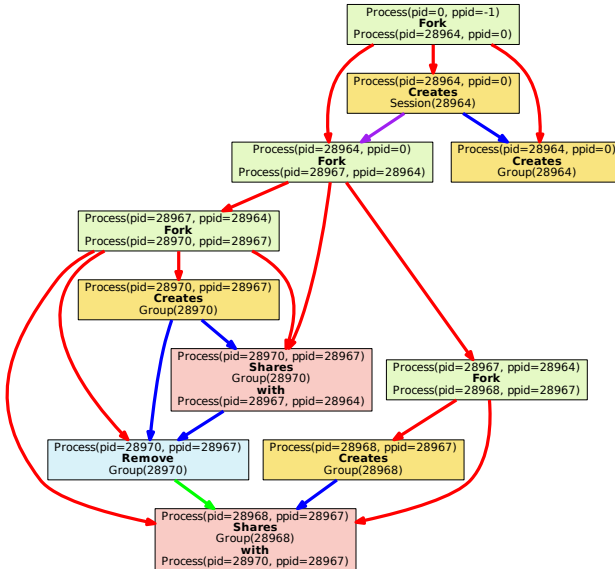 Process(pid=0, ppid=-1)
Fork
Process(pid=28964, ppid=0)
Process(pid=28964, ppid=0)
Creates
Session(28964)
Process(pid=28964, ppid=0)
Fork
Process(pid=28967, ppid=28964)
Process(pid=28964, ppid=0)
Creates
Group(28964)
Process(pid=28967, ppid=28964)
Fork
Process(pid=28970, ppid=28967)
Process(pid=28970, ppid=28967)
Creates
Group(28970)
Process(pid=28970, ppid=28967)
Shares
Group(28970)
with
Process(pid=28967, ppid=28964)
Process(pid=28967, ppid=28964)
Fork
Process(pid=28968, ppid=28967)
Process(pid=28970, ppid=28967)
Remove
Group(28970)
Process(pid=28968, ppid=28967)
Creates
Group(28968)
Process(pid=28968, ppid=28967)
Shares
Group(28968)
with
Process(pid=28970, ppid=28967)